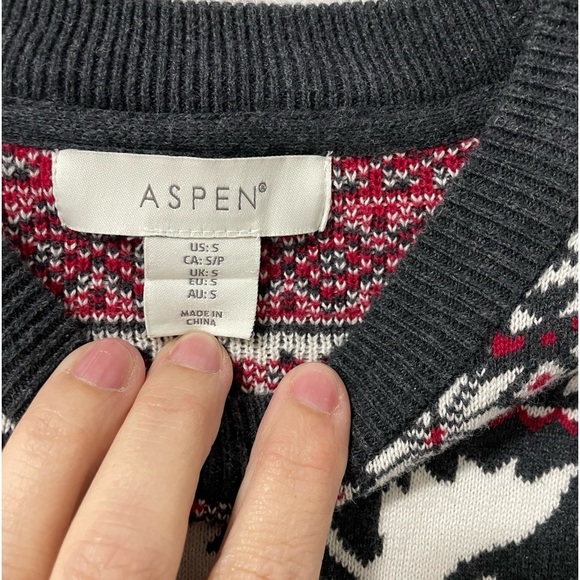 ASPEN®
US: S
CA: S/P
UK: S
EU: S
AU: S
MADE IN
CHINA